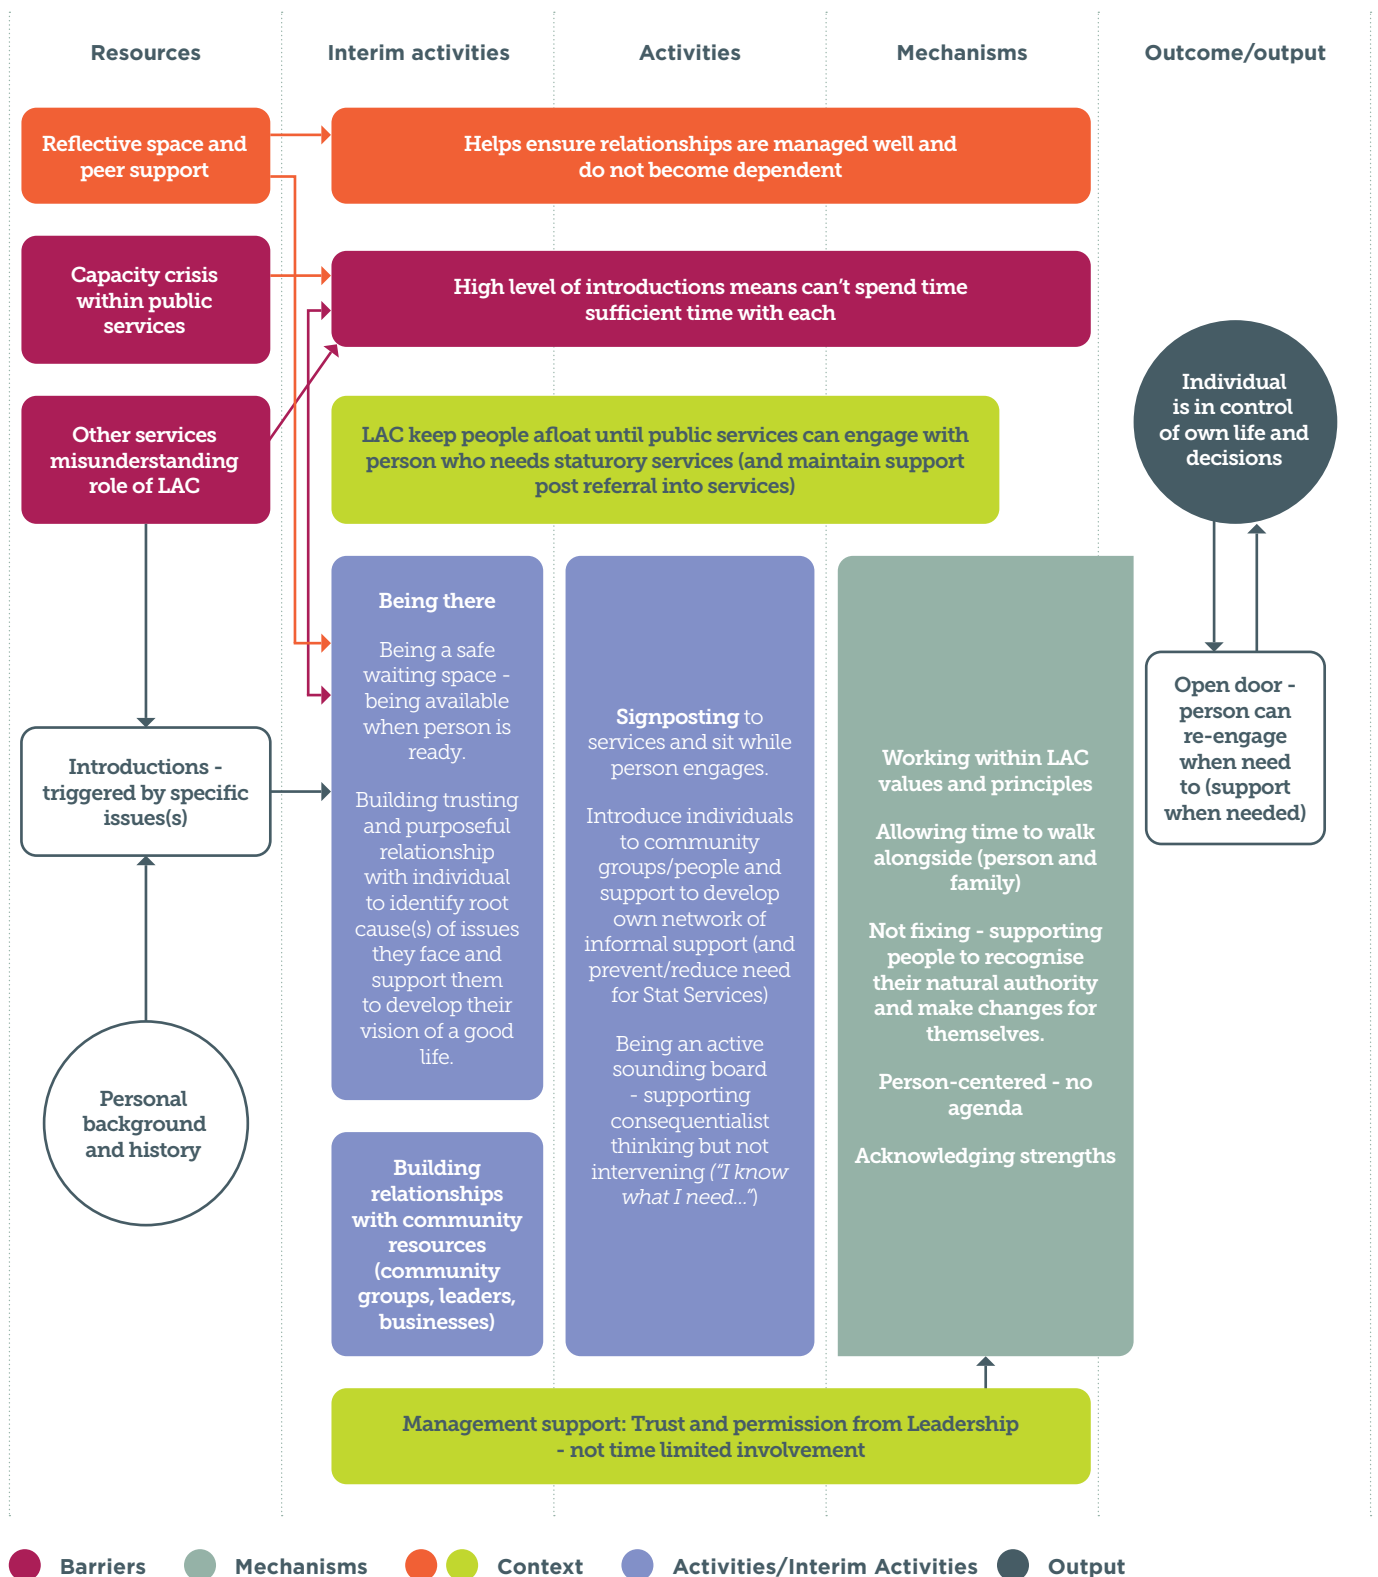 Resources
Interim activities
Activities
Mechanisms
Outcome/output
Reflective space and
peer support
Helps ensure relationships are managed well and
do not become dependent
Capacity crisis
within public
services
High level of introductions means can’t spend time
sufficient time with each
Other services
misunderstanding
role of LAC
LAC keep people afloat until public services can engage with
person who needs staturory services (and maintain support
post referral into services)
Individual
is in control
of own life and
decisions
Introductions -
triggered by specific
issues(s)
Personal
background
and history
Being there
Being a safe
waiting space -
being available
when person is
ready.
Building trusting
and purposeful
relationship
with individual
to identify root
cause(s) of issues
they face and
support them
to develop their
vision of a good
life.
Building
relationships
with community
resources
(community
groups, leaders,
businesses)
Signposting to
services and sit while
person engages.
Introduce individuals
to community
groups/people and
support to develop
own network of
informal support (and
prevent/reduce need
for Stat Services)
Being an active
sounding board
- supporting
consequentialist
thinking but not
intervening (“I know
what I need...”)
Working within LAC
values and principles
Allowing time to walk
alongside (person and
family)
Not fixing - supporting
people to recognise
their natural authority
and make changes for
themselves.
Person-centered - no
agenda
Acknowledging strengths
Open door -
person can
re-engage
when need
to (support
when needed)
Management support: Trust and permission from Leadership
- not time limited involvement
Barriers
Mechanisms
Context
Activities/Interim Activities
Output